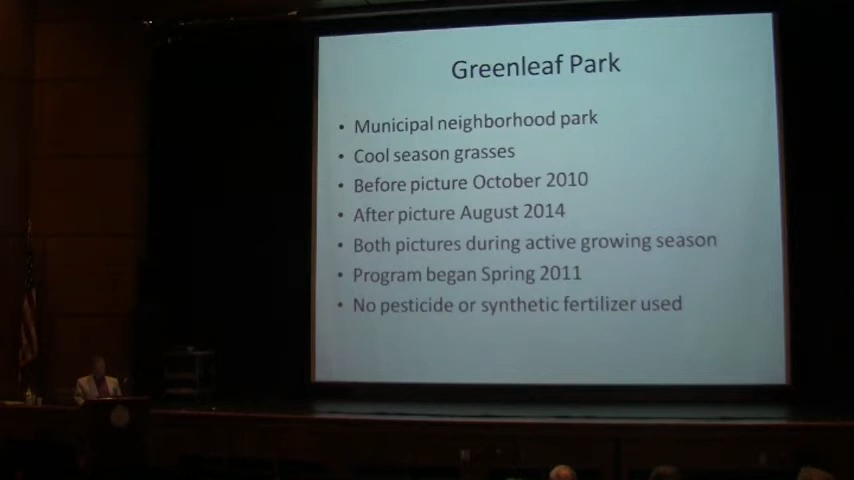 Greenleaf Park
• Municipal neighborhood park
• Cool season grasses
• Before picture October 2010
• After picture August 2014
• Both pictures during active growing season
• Program began Spring 2011
• No pesticide or synthetic fertilizer used